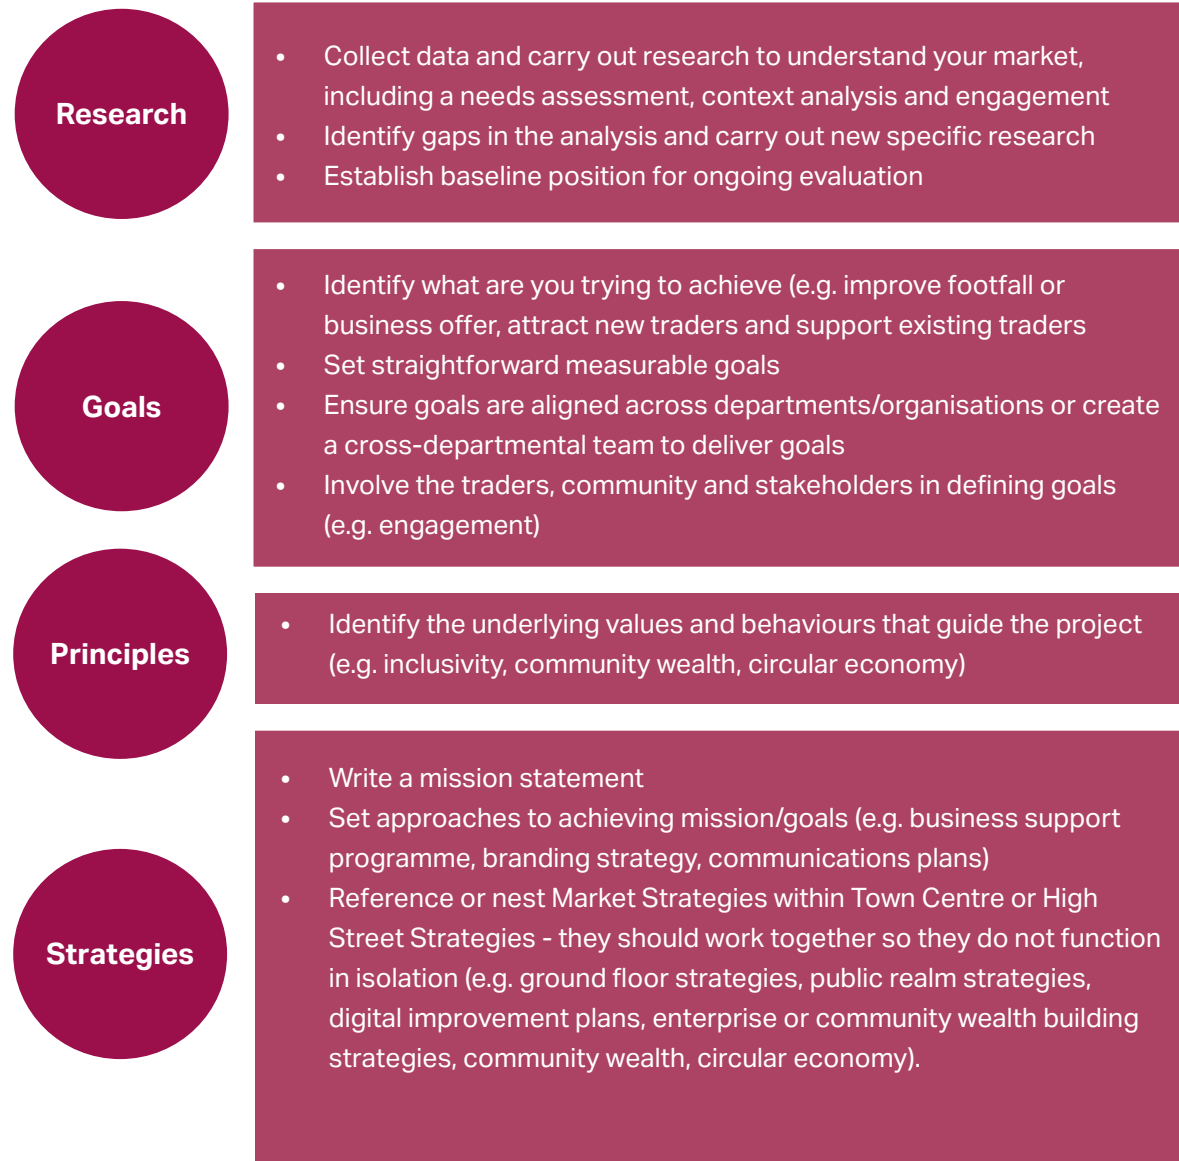 Research
• Collect data and carry out research to understand your market,
including a needs assessment, context analysis and engagement
• Identify gaps in the analysis and carry out new specific research
• Establish baseline position for ongoing evaluation
Goals
• Identify what are you trying to achieve (e.g. improve footfall or
business offer, attract new traders and support existing traders
• Set straightforward measurable goals
• Ensure goals are aligned across departments/organisations or create
a cross-departmental team to deliver goals
• Involve the traders, community and stakeholders in defining goals
(e.g. engagement)
Principles
• Identify the underlying values and behaviours that guide the project
(e.g. inclusivity, community wealth, circular economy)
Strategies
• Write a mission statement
• Set approaches to achieving mission/goals (e.g. business support
programme, branding strategy, communications plans)
• Reference or nest Market Strategies within Town Centre or High
Street Strategies - they should work together so they do not function
in isolation (e.g. ground floor strategies, public realm strategies,
digital improvement plans, enterprise or community wealth building
strategies, community wealth, circular economy).